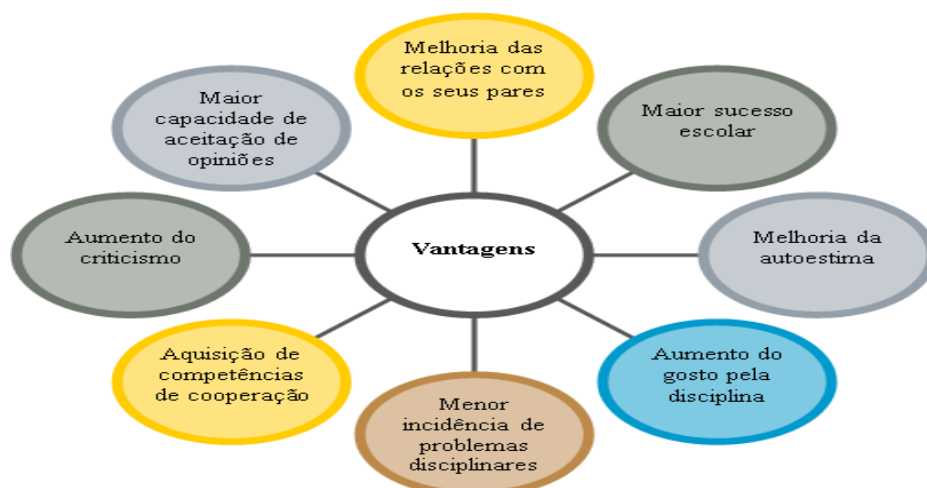 Melhoria das
relações com
os seus pares
Maior sucesso
escolar
Melhoria da
autoestima
Aumento do
gosto pela
disciplina
Menor
incidência de
problemas
disciplinares
Aquisição de
competências
de cooperação
Aumento do
criticismo
Maior
capacidade de
aceitação de
opiniões
Vantagens